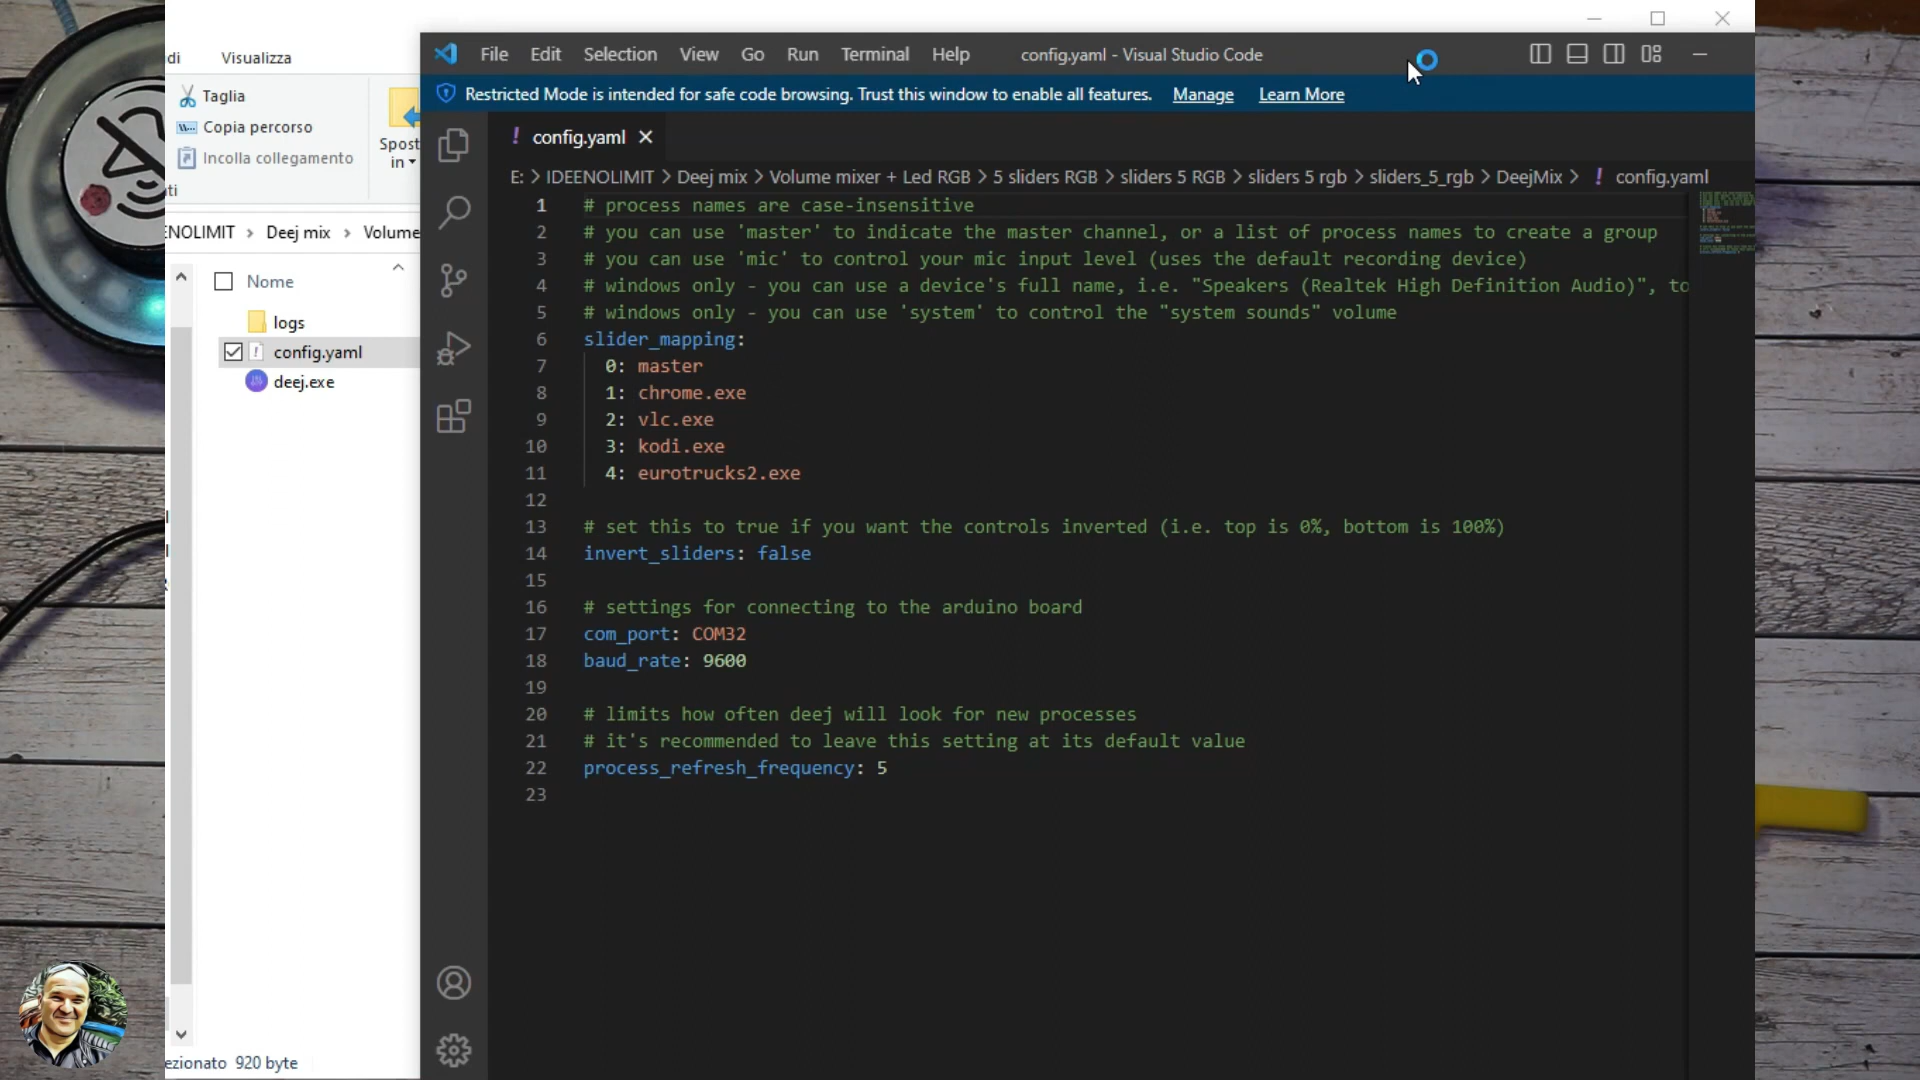 File Edit Selection View Go Run Terminal Help config.yaml - Visual Studio Code
di Visualizza
Restricted Mode is intended for safe code browsing. Trust this window to enable all features. Manage Learn More
Taglia
Copia percorso
Incolla collegamento
Spost
in
ti
NOLIMIT > Deej mix > Volume
Nome
logs
config.yaml
deej.exe
ezionato 920 byte
! config.yaml
E: > IDEENOLIMIT > Deej mix > Volume mixer + Led RGB > 5 sliders RGB > sliders 5 RGB > sliders 5 rgb > sliders_5_rgb > DeejMix > ! config.yaml
1 # process names are case-insensitive
2 # you can use 'master' to indicate the master channel, or a list of process names to create a group
3 # you can use 'mic' to control your mic input level (uses the default recording device)
4 # windows only - you can use a device's full name, i.e. "Speakers (Realtek High Definition Audio)", to
5 # windows only - you can use 'system' to control the "system sounds" volume
6 slider_mapping:
7 0: master
8 1: chrome.exe
9 2: vlc.exe
10 3: kodi.exe
11 4: eurotrucks2.exe
12
13 # set this to true if you want the controls inverted (i.e. top is 0%, bottom is 100%)
14 invert_sliders: false
15
16 # settings for connecting to the arduino board
17 com_port: COM32
18 baud_rate: 9600
19
20 # limits how often deej will look for new processes
21 # it's recommended to leave this setting at its default value
22 process_refresh_frequency: 5
23